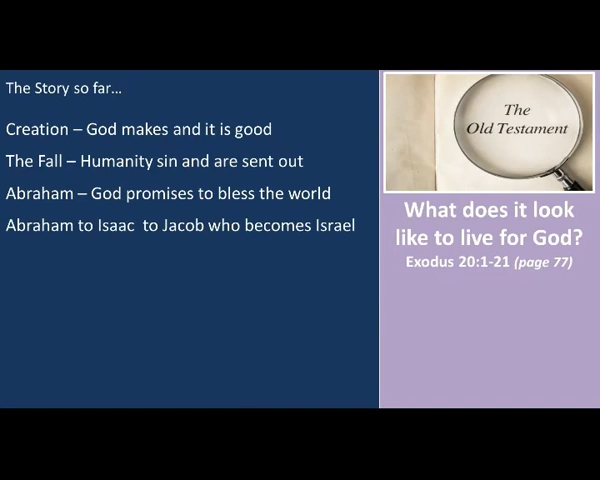 The Story so far...
Creation – God makes and it is good
The Fall – Humanity sin and are sent out
Abraham – God promises to bless the world
Abraham to Isaac  to Jacob who becomes Israel
The
Old Testament
What does it look
like to live for God?
Exodus 20:1-21 (page 77)